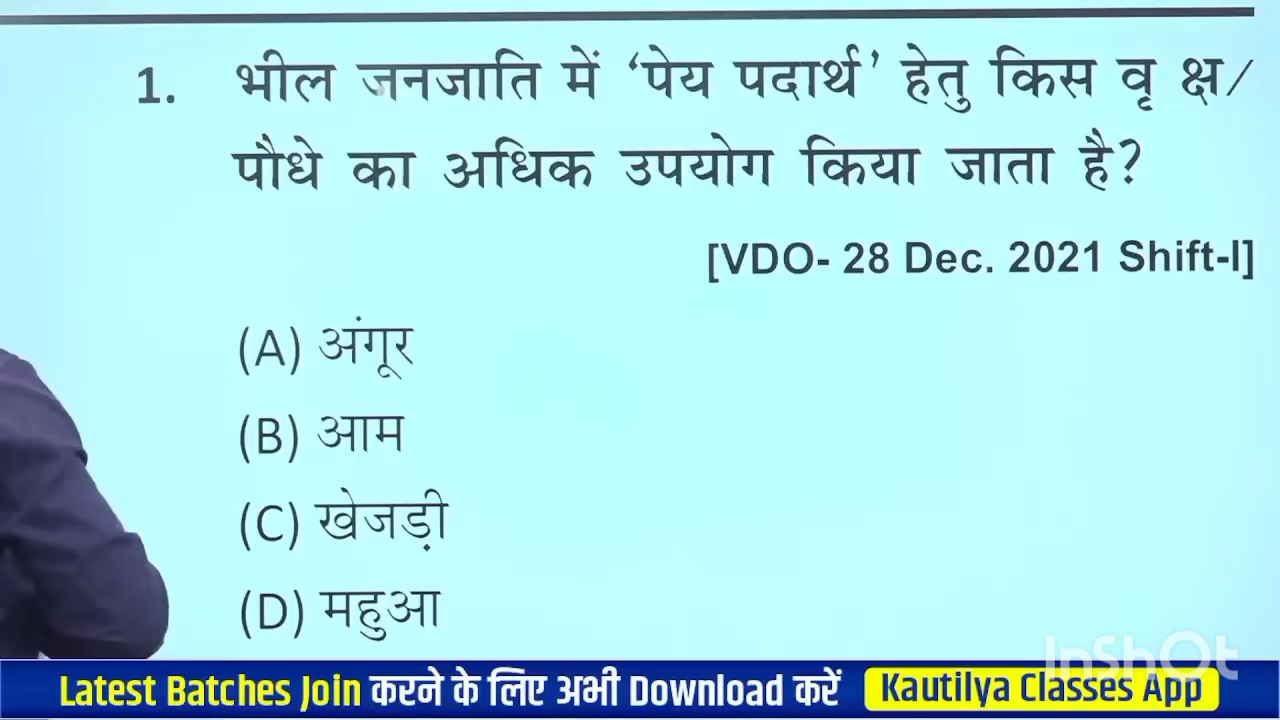 1. भील जनजाति में ‘पेय पदार्थ’ हेतु किस वृ क्ष/
पौधे का अधिक उपयोग किया जाता है?
[VDO- 28 Dec. 2021 Shift-I]
(A) अंगूर
(B) आम
(C) खेजड़ी
(D) महुआ
InShOt
Latest Batches Join करने के लिए अभी Download करें Kautilya Classes App